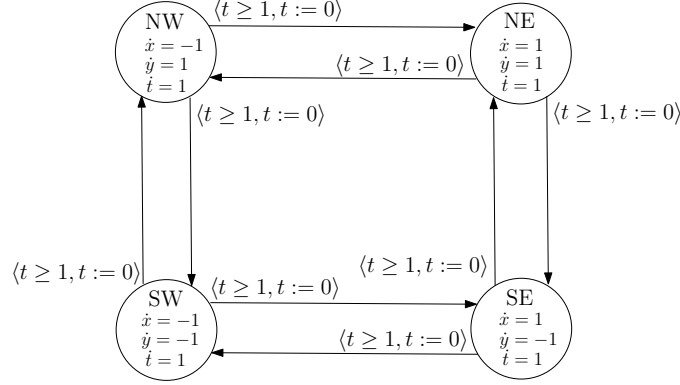 ⟨t ≥ 1, t := 0⟩
NW
ẋ = −1
ẏ = 1
ṫ = 1
NE
ẋ = 1
ẏ = 1
ṫ = 1
⟨t ≥ 1, t := 0⟩
⟨t ≥ 1, t := 0⟩
⟨t ≥ 1, t := 0⟩
⟨t ≥ 1, t := 0⟩
⟨t ≥ 1, t := 0⟩
SW
ẋ = −1
ẏ = −1
ṫ = 1
⟨t ≥ 1, t := 0⟩
SE
ẋ = 1
ẏ = −1
ṫ = 1
⟨t ≥ 1, t := 0⟩